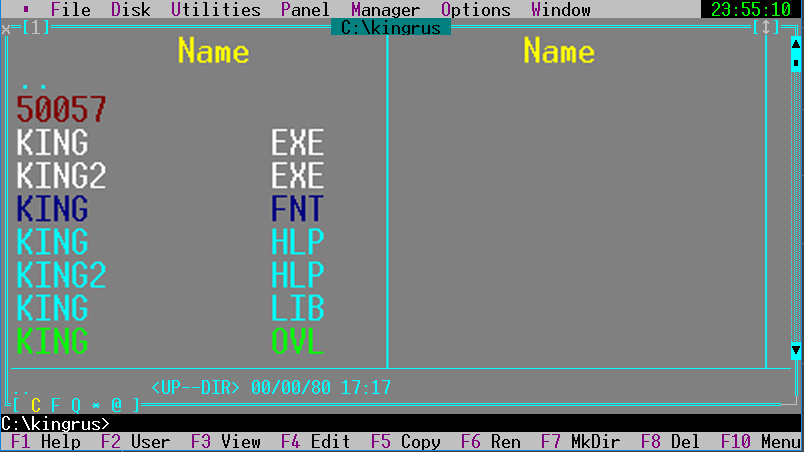 File Disk Utilities Panel Manager Options Window 23:55:10
x [1] C:\kingrus [↕]
Name Name
..
50057
KING EXE
KING2 EXE
KING FNT
KING HLP
KING2 HLP
KING LIB
KING OVL
.. <UP--DIR> 00/00/80 17:17
[ C F Q * @ ]
C:\kingrus>
F1 Help F2 User F3 View F4 Edit F5 Copy F6 Ren F7 MkDir F8 Del F10 Menu